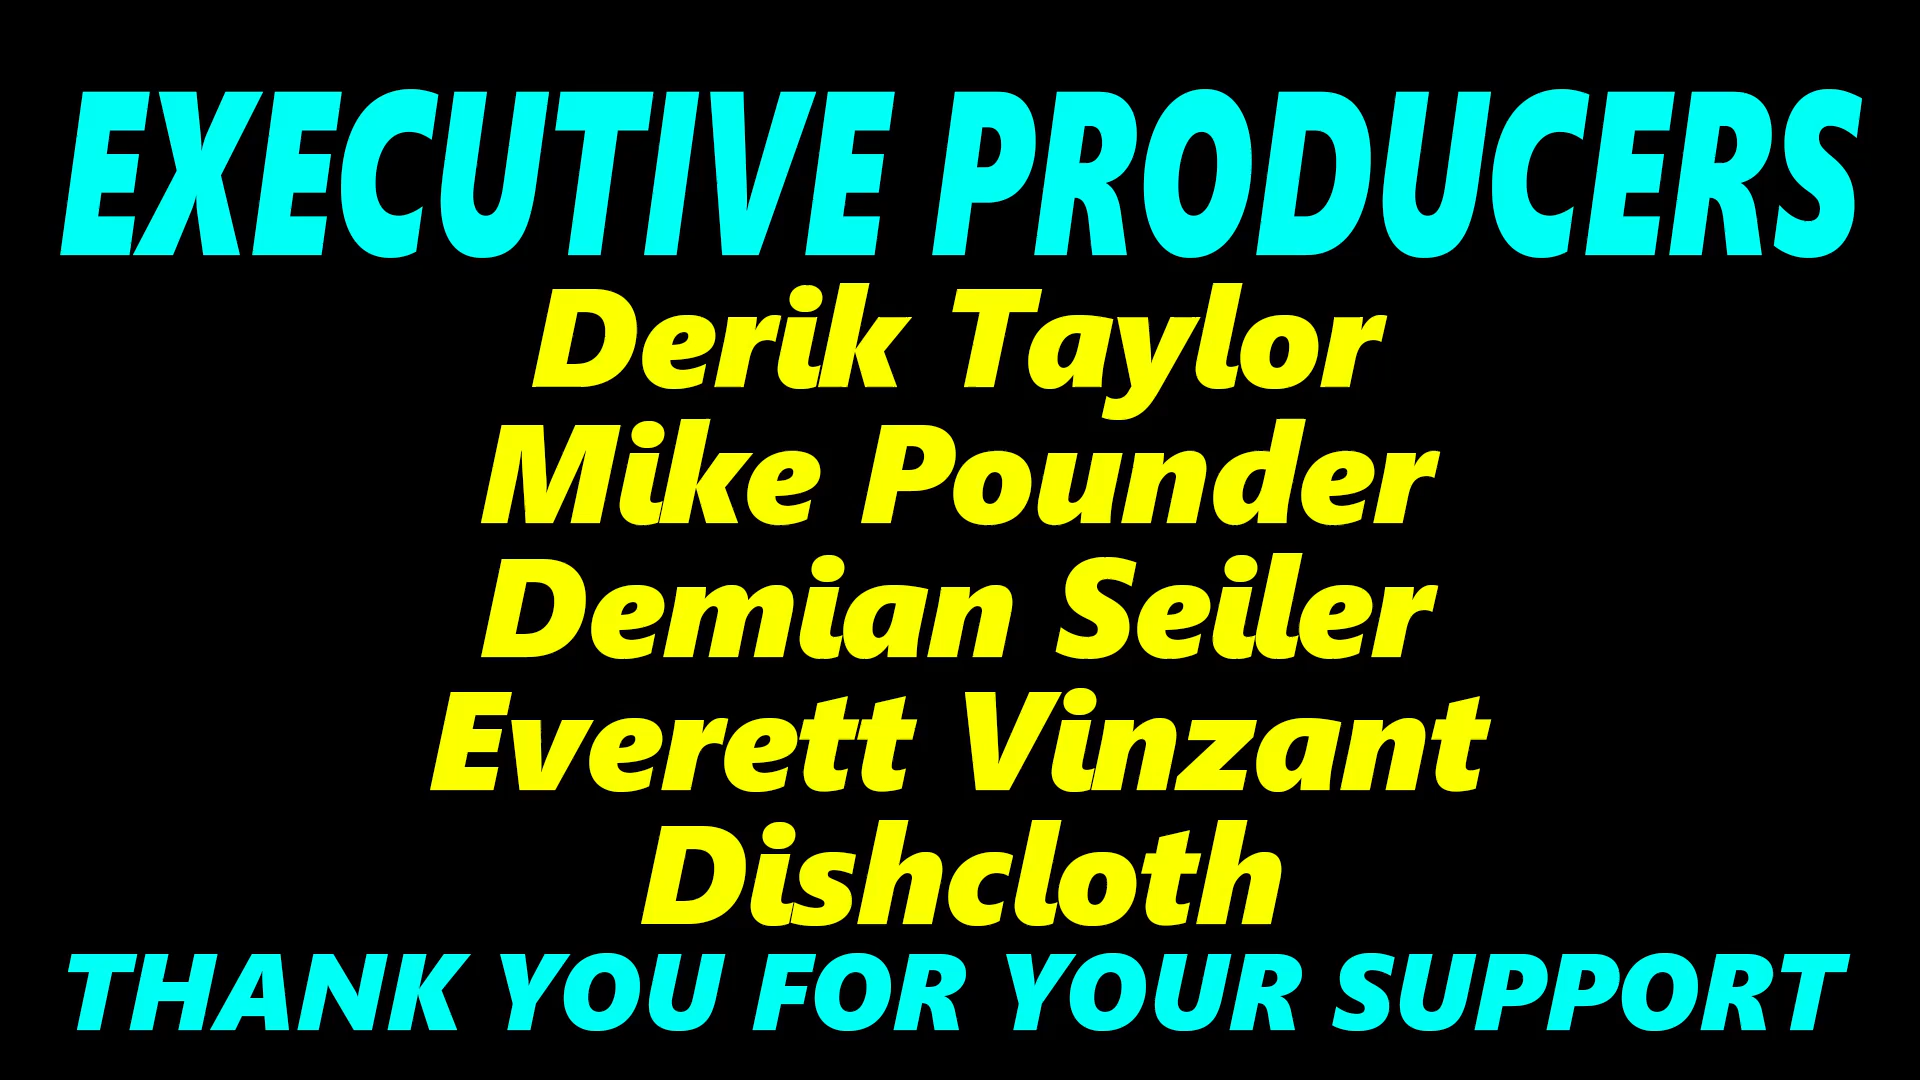 EXECUTIVE PRODUCERS
Derik Taylor
Mike Pounder
Demian Seiler
Everett Vinzant
Dishcloth
THANK YOU FOR YOUR SUPPORT